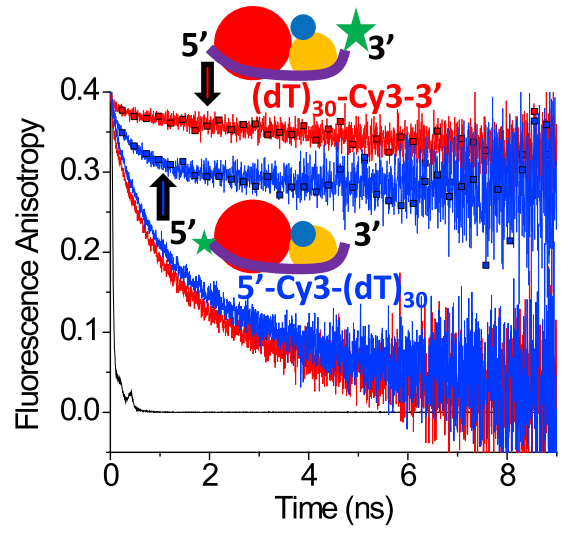 5’ 3’
(dT)30-Cy3-3’
5’ 3’
5’-Cy3-(dT)30
Fluorescence Anisotropy
0.4
0.3
0.2
0.1
0.0
0 2 4 6 8
Time (ns)